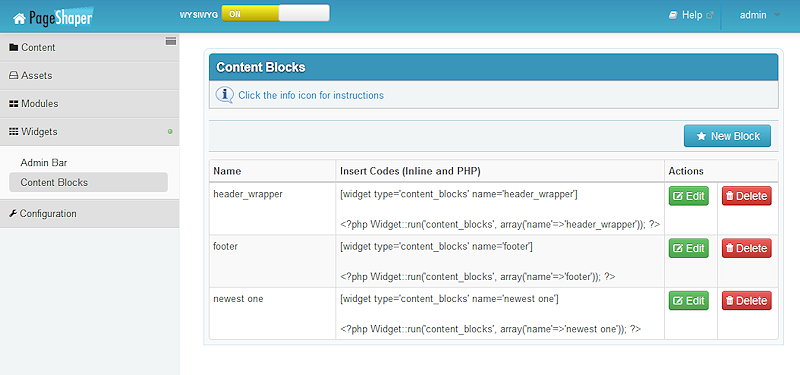 PageShaper
WYSIWYG ON
Help
admin
Content
Assets
Modules
Widgets
Admin Bar
Content Blocks
Configuration
Content Blocks
Click the info icon for instructions
New Block
Name Insert Codes (Inline and PHP) Actions
header_wrapper [widget type='content_blocks' name='header_wrapper'] Edit Delete
<?php Widget::run('content_blocks', array('name'=>'header_wrapper')); ?>
footer [widget type='content_blocks' name='footer'] Edit Delete
<?php Widget::run('content_blocks', array('name'=>'footer')); ?>
newest one [widget type='content_blocks' name='newest one'] Edit Delete
<?php Widget::run('content_blocks', array('name'=>'newest one')); ?>